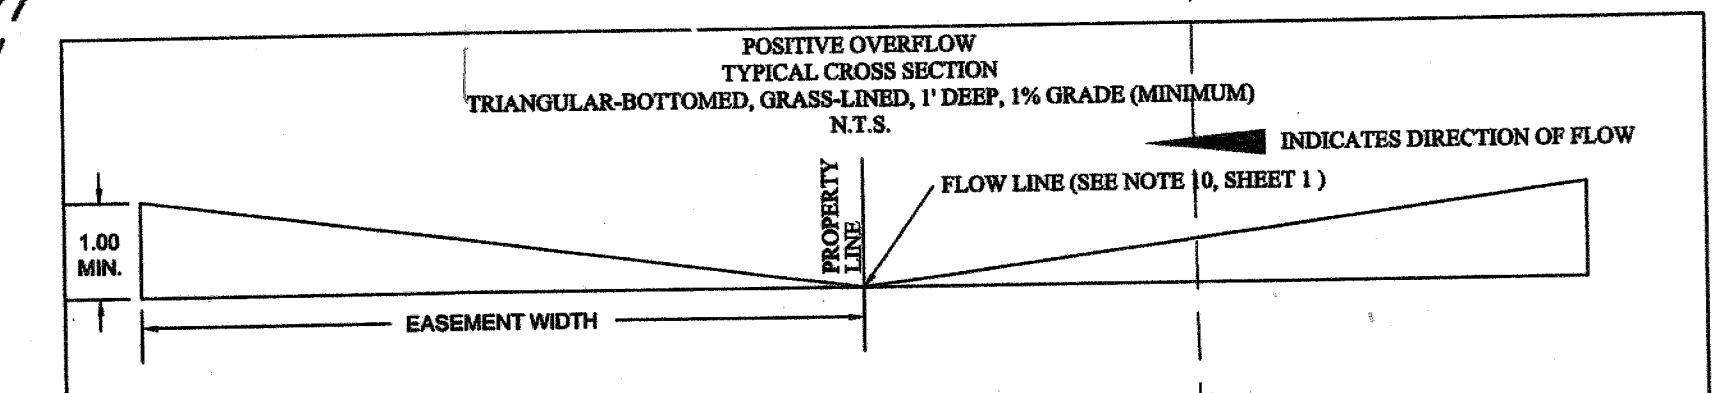 POSITIVE OVERFLOW
TYPICAL CROSS SECTION
TRIANGULAR-BOTTOMED, GRASS-LINED, 1' DEEP, 1% GRADE (MINIMUM)
N.T.S.
INDICATES DIRECTION OF FLOW
PROPERTY
LINE
FLOW LINE (SEE NOTE 10, SHEET 1 )
1.00
MIN.
EASEMENT WIDTH